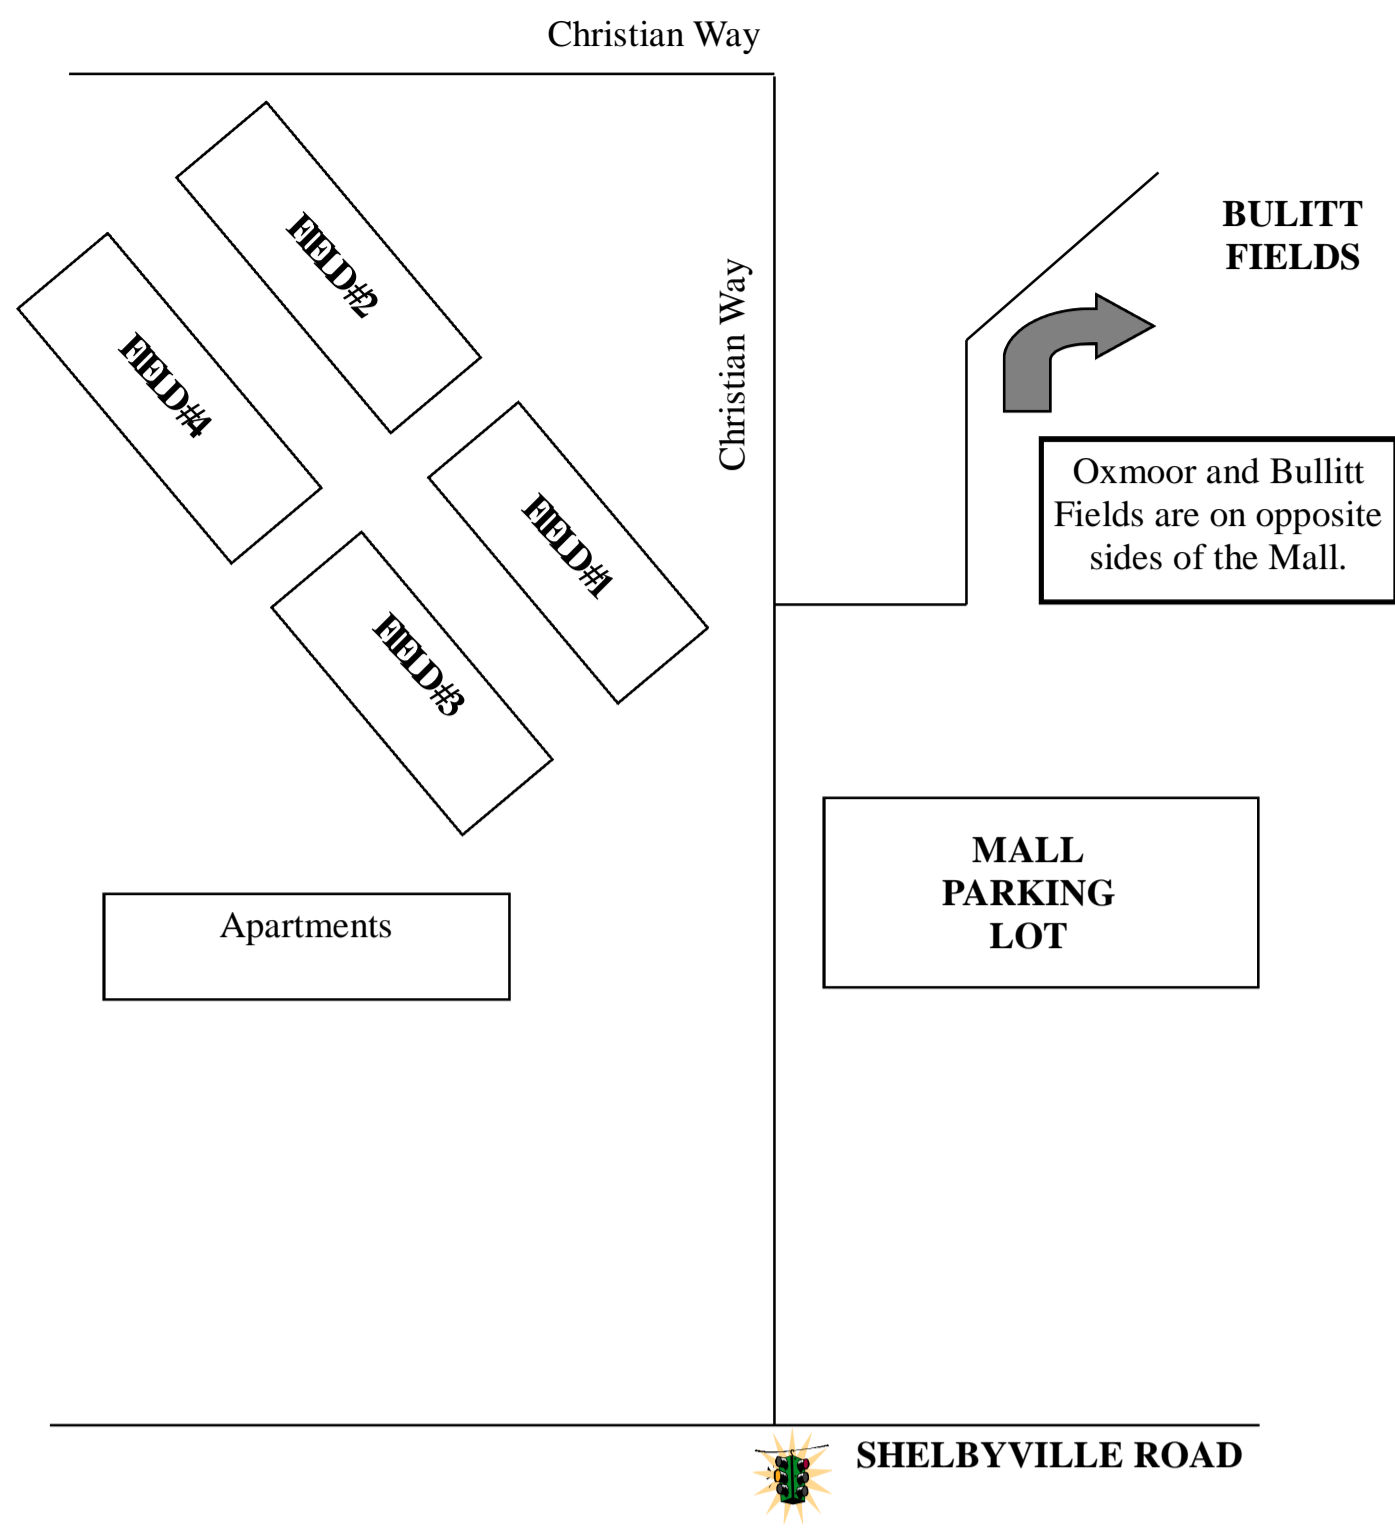 Christian Way
BULITT
FIELDS
FIELD#2
Christian Way
FIELD#4
Oxmoor and Bullitt
Fields are on opposite
sides of the Mall.
FIELD#1
FIELD#3
MALL
PARKING
LOT
Apartments
SHELBYVILLE ROAD